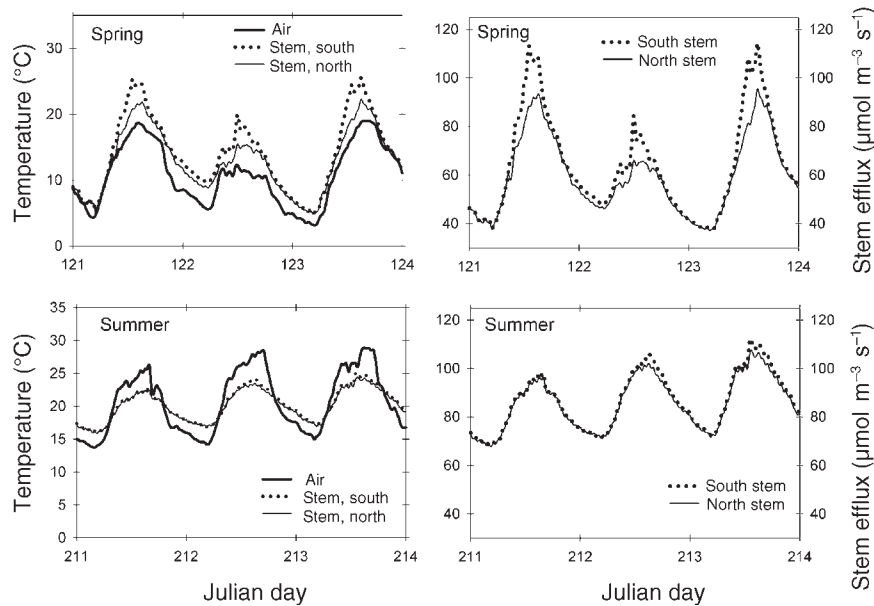 Spring
Air
Stem, south
Stem, north
Temperature (°C)
35
30
20
10
0
121
122
123
124
Spring
South stem
North stem
120
100
80
60
40
120
100
80
60
40
Stem efflux (µmol m⁻³ s⁻¹)
121
122
123
124
Summer
Air
Stem, south
Stem, north
Temperature (°C)
35
30
25
20
15
10
5
0
211
212
213
214
Julian day
Summer
South stem
North stem
120
100
80
60
40
120
100
80
60
40
Stem efflux (µmol m⁻³ s⁻¹)
211
212
213
214
Julian day